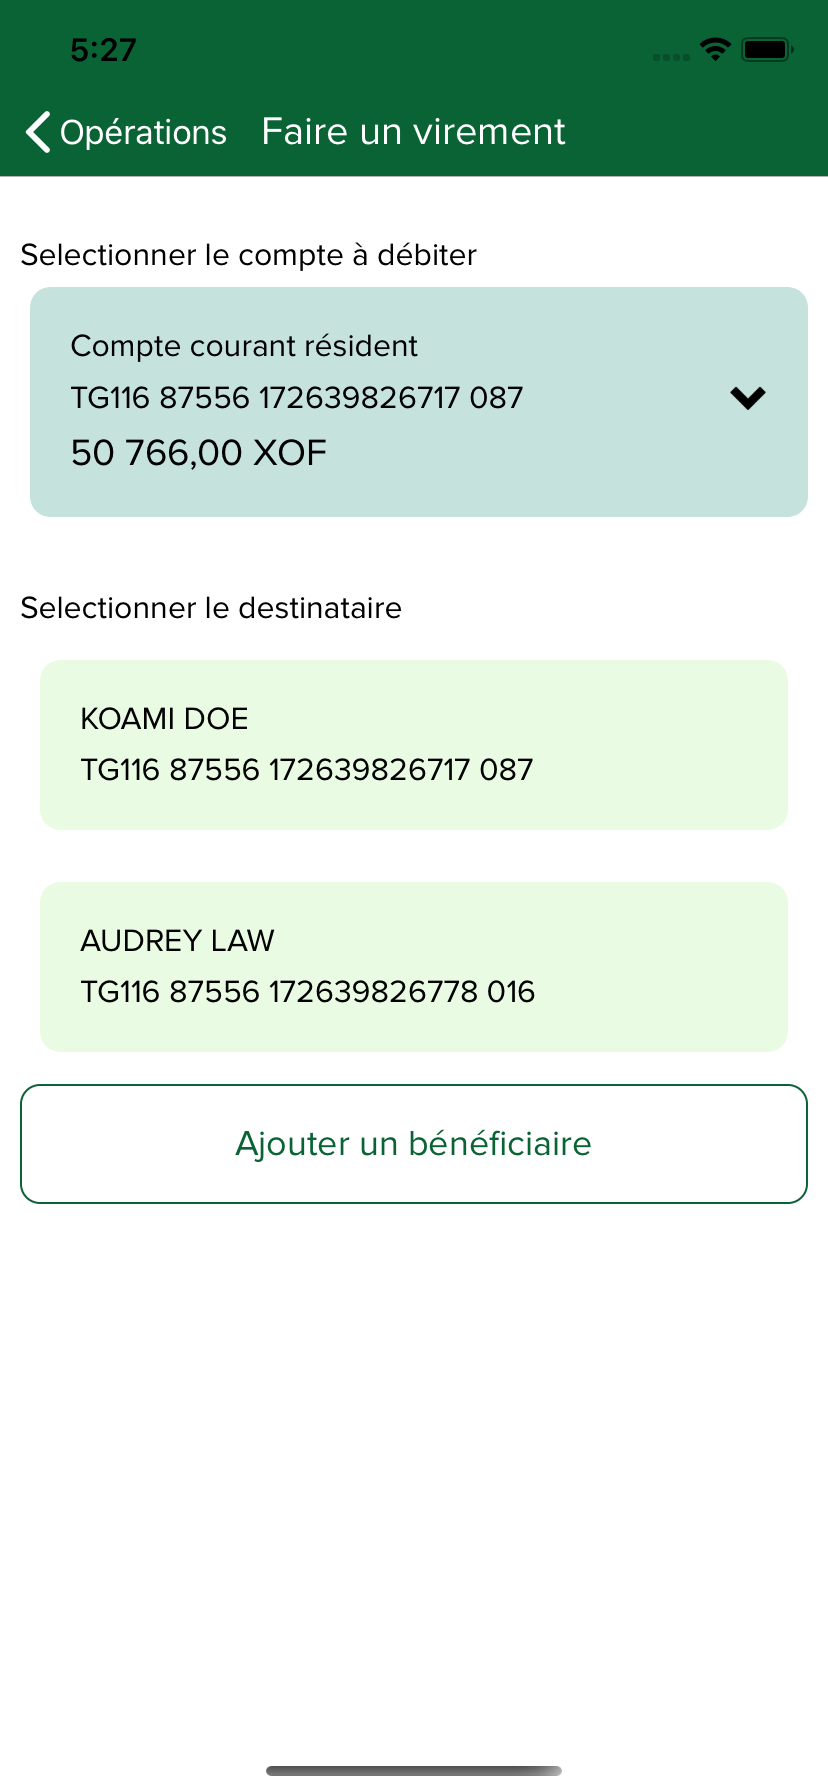 5:27
Opérations Faire un virement
Selectionner le compte à débiter
Compte courant résident
TG116 87556 172639826717 087
50 766,00 XOF
Selectionner le destinataire
KOAMI DOE
TG116 87556 172639826717 087
AUDREY LAW
TG116 87556 172639826778 016
Ajouter un bénéficiaire